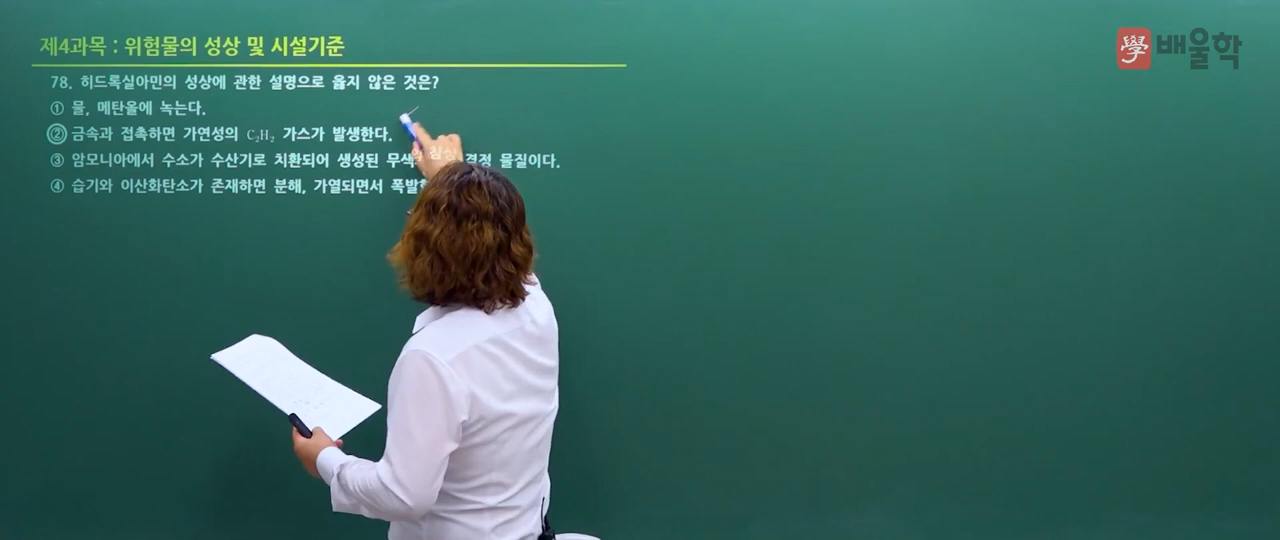 제4과목 : 위험물의 성상 및 시설기준
學 배울학
78. 히드록실아민의 성상에 관한 설명으로 옳지 않은 것은?
① 물, 메탄올에 녹는다.
② 금속과 접촉하면 가연성의 C₂H₂ 가스가 발생한다.
③ 암모니아에서 수소가 수산기로 치환되어 생성된 무색의 침상 결정 물질이다.
④ 습기와 이산화탄소가 존재하면 분해, 가열되면서